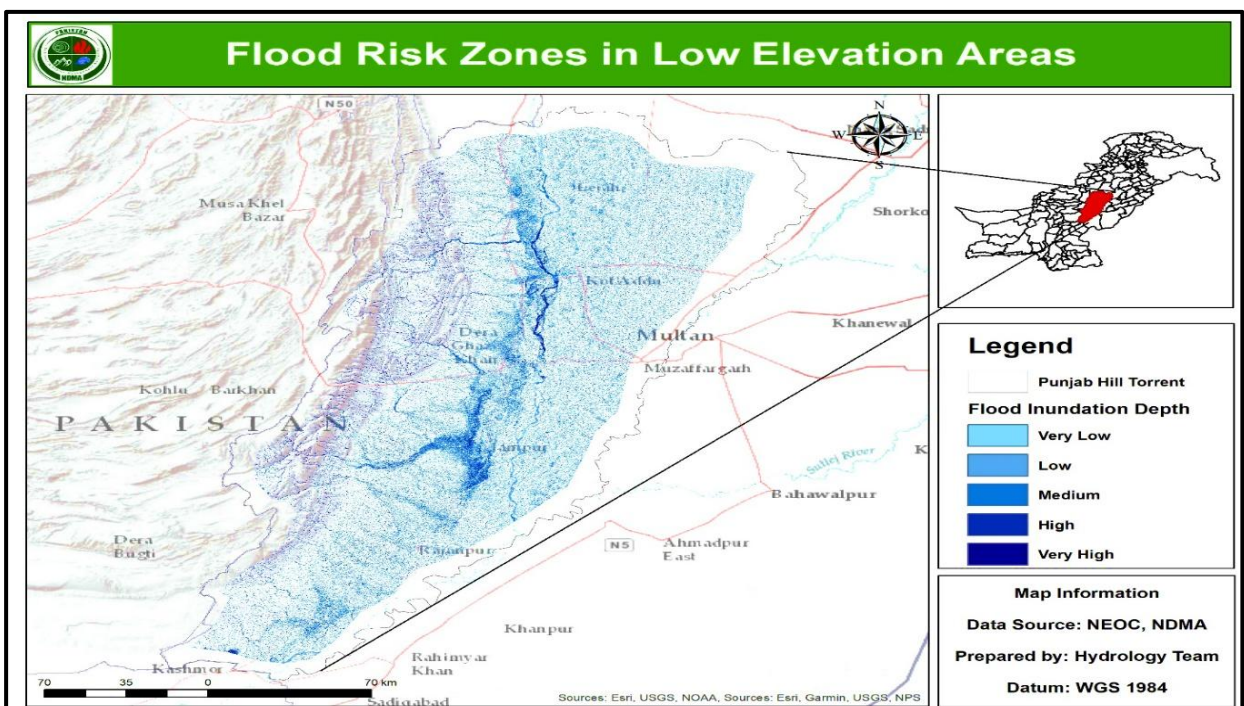 PAKISTAN
NDMA
Flood Risk Zones in Low Elevation Areas
N50
N
W
E
S
Musa Khel
Bazar
Shorko
Kot Addu
Dera
Ghazi
Khan
Multan
Khanewal
Muzaffargarh
Kohlu
Barkhan
PAKISTAN
Jampur
Sutlej River
Bahawalpur
Dera
Bugti
Rajanpur
N5
Ahmadpur
East
Khanpur
Kashmor
Rahimyar
Khan
Sadiqabad
70 35 0 70 km
Sources: Esri, USGS, NOAA, Sources: Esri, Garmin, USGS, NPS
Legend
Punjab Hill Torrent
Flood Inundation Depth
Very Low
Low
Medium
High
Very High
Map Information
Data Source: NEOC, NDMA
Prepared by: Hydrology Team
Datum: WGS 1984